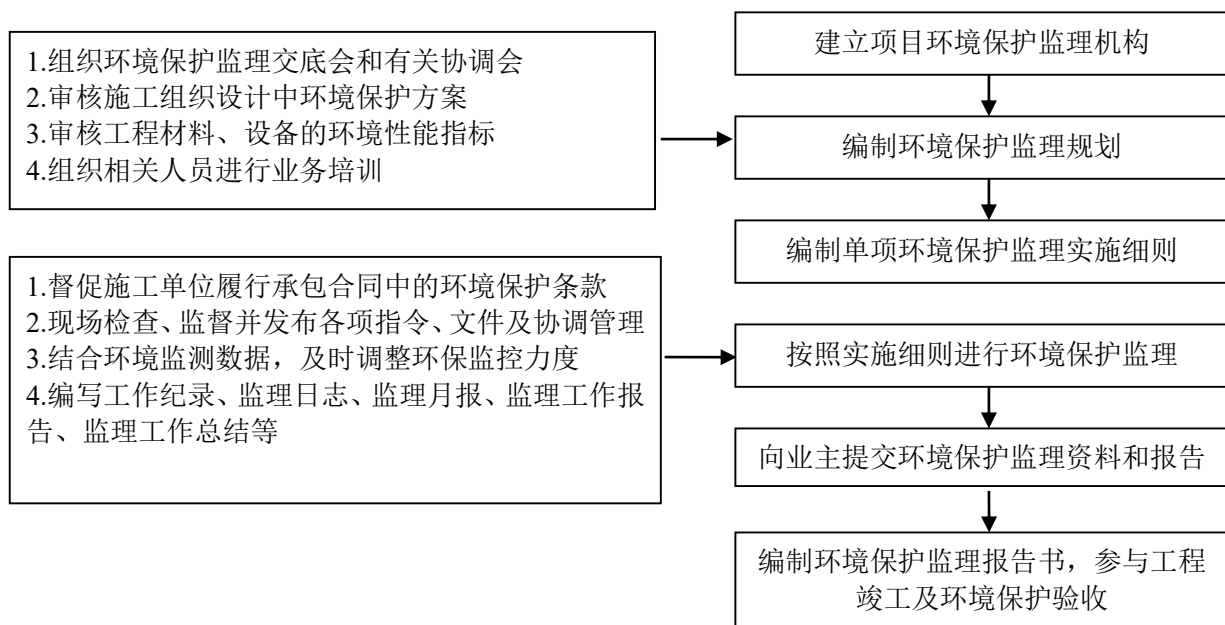 1.组织环境保护监理交底会和有关协调会
2.审核施工组织设计中环境保护方案
3.审核工程材料、设备的环境性能指标
4.组织相关人员进行业务培训
1.督促施工单位履行承包合同中的环境保护条款
2.现场检查、监督并发布各项指令、文件及协调管理
3.结合环境监测数据，及时调整环保监控力度
4.编写工作纪录、监理日志、监理月报、监理工作报
告、监理工作总结等
建立项目环境保护监理机构
编制环境保护监理规划
编制单项环境保护监理实施细则
按照实施细则进行环境保护监理
向业主提交环境保护监理资料和报告
编制环境保护监理报告书，参与工程
竣工及环境保护验收